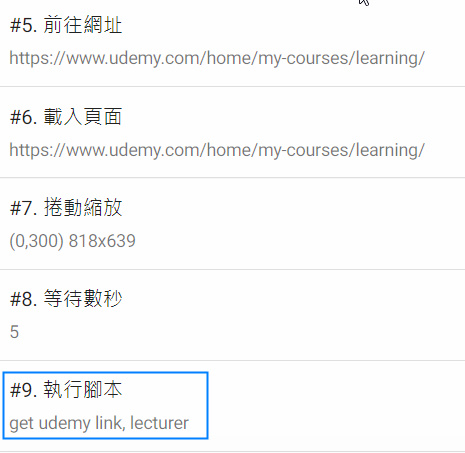 #5. 前往網址
https://www.udemy.com/home/my-courses/learning/
#6. 載入頁面
https://www.udemy.com/home/my-courses/learning/
#7. 捲動縮放
(0,300) 818x639
#8. 等待數秒
5
#9. 執行腳本
get udemy link, lecturer